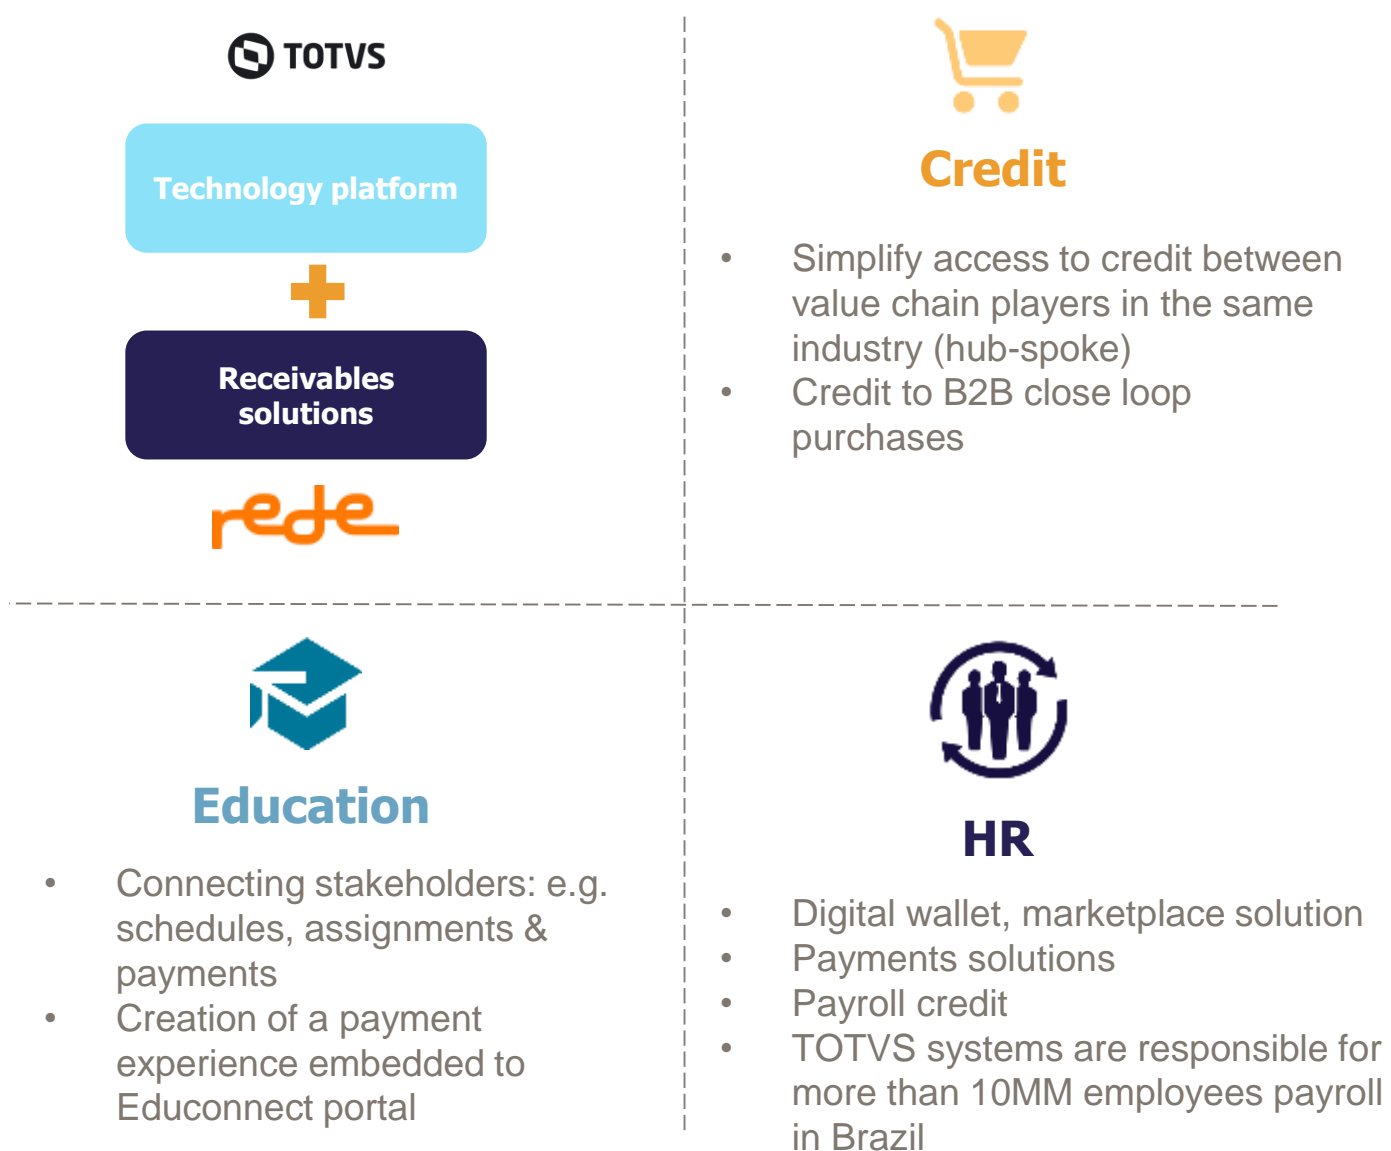 TOTVS
Technology platform
Receivables
solutions
rede
Credit
• Simplify access to credit between
value chain players in the same
industry (hub-spoke)
• Credit to B2B close loop
purchases
Education
• Connecting stakeholders: e.g.
schedules, assignments &
payments
• Creation of a payment
experience embedded to
Educonnect portal
HR
• Digital wallet, marketplace solution
• Payments solutions
• Payroll credit
• TOTVS systems are responsible for
more than 10MM employees payroll
in Brazil